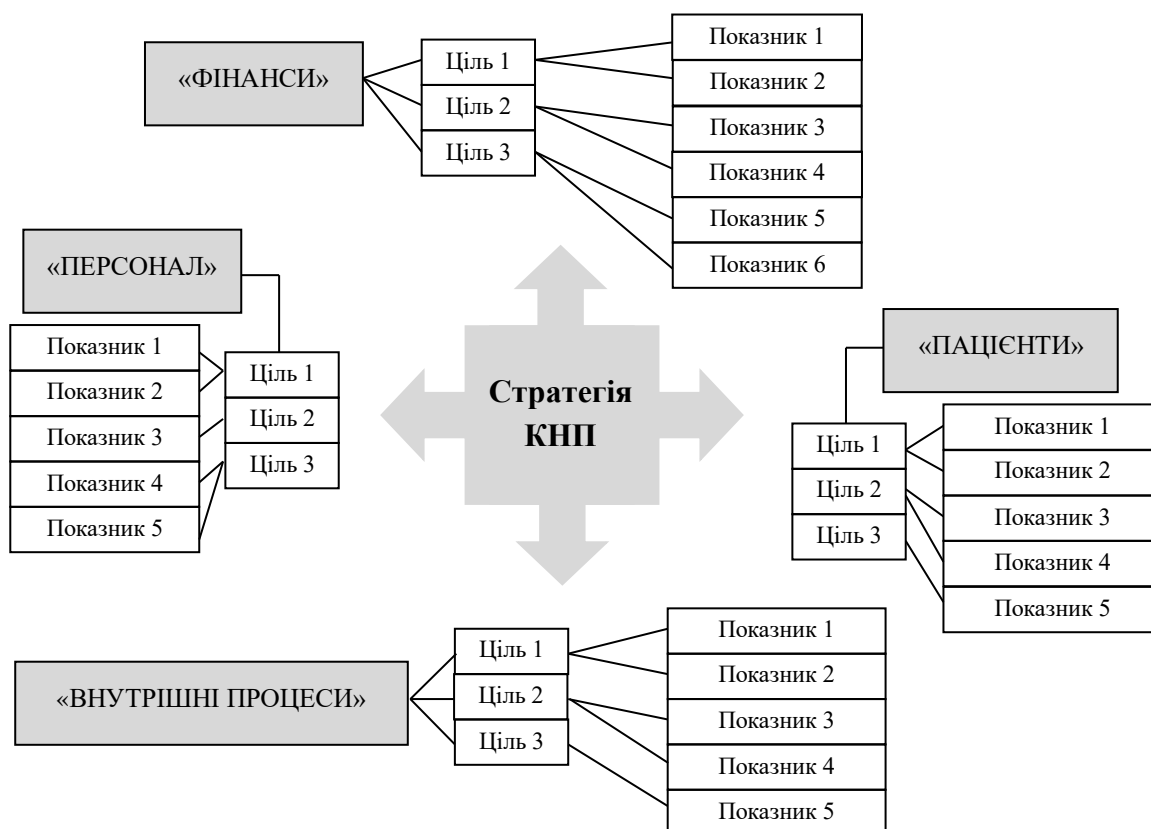 «ФІНАНСИ»
Ціль 1
Ціль 2
Ціль 3
Показник 1
Показник 2
Показник 3
Показник 4
Показник 5
Показник 6
«ПЕРСОНАЛ»
Показник 1
Показник 2
Показник 3
Показник 4
Показник 5
Ціль 1
Ціль 2
Ціль 3
Стратегія
КНП
«ПАЦІЄНТИ»
Ціль 1
Ціль 2
Ціль 3
Показник 1
Показник 2
Показник 3
Показник 4
Показник 5
«ВНУТРІШНІ ПРОЦЕСИ»
Ціль 1
Ціль 2
Ціль 3
Показник 1
Показник 2
Показник 3
Показник 4
Показник 5